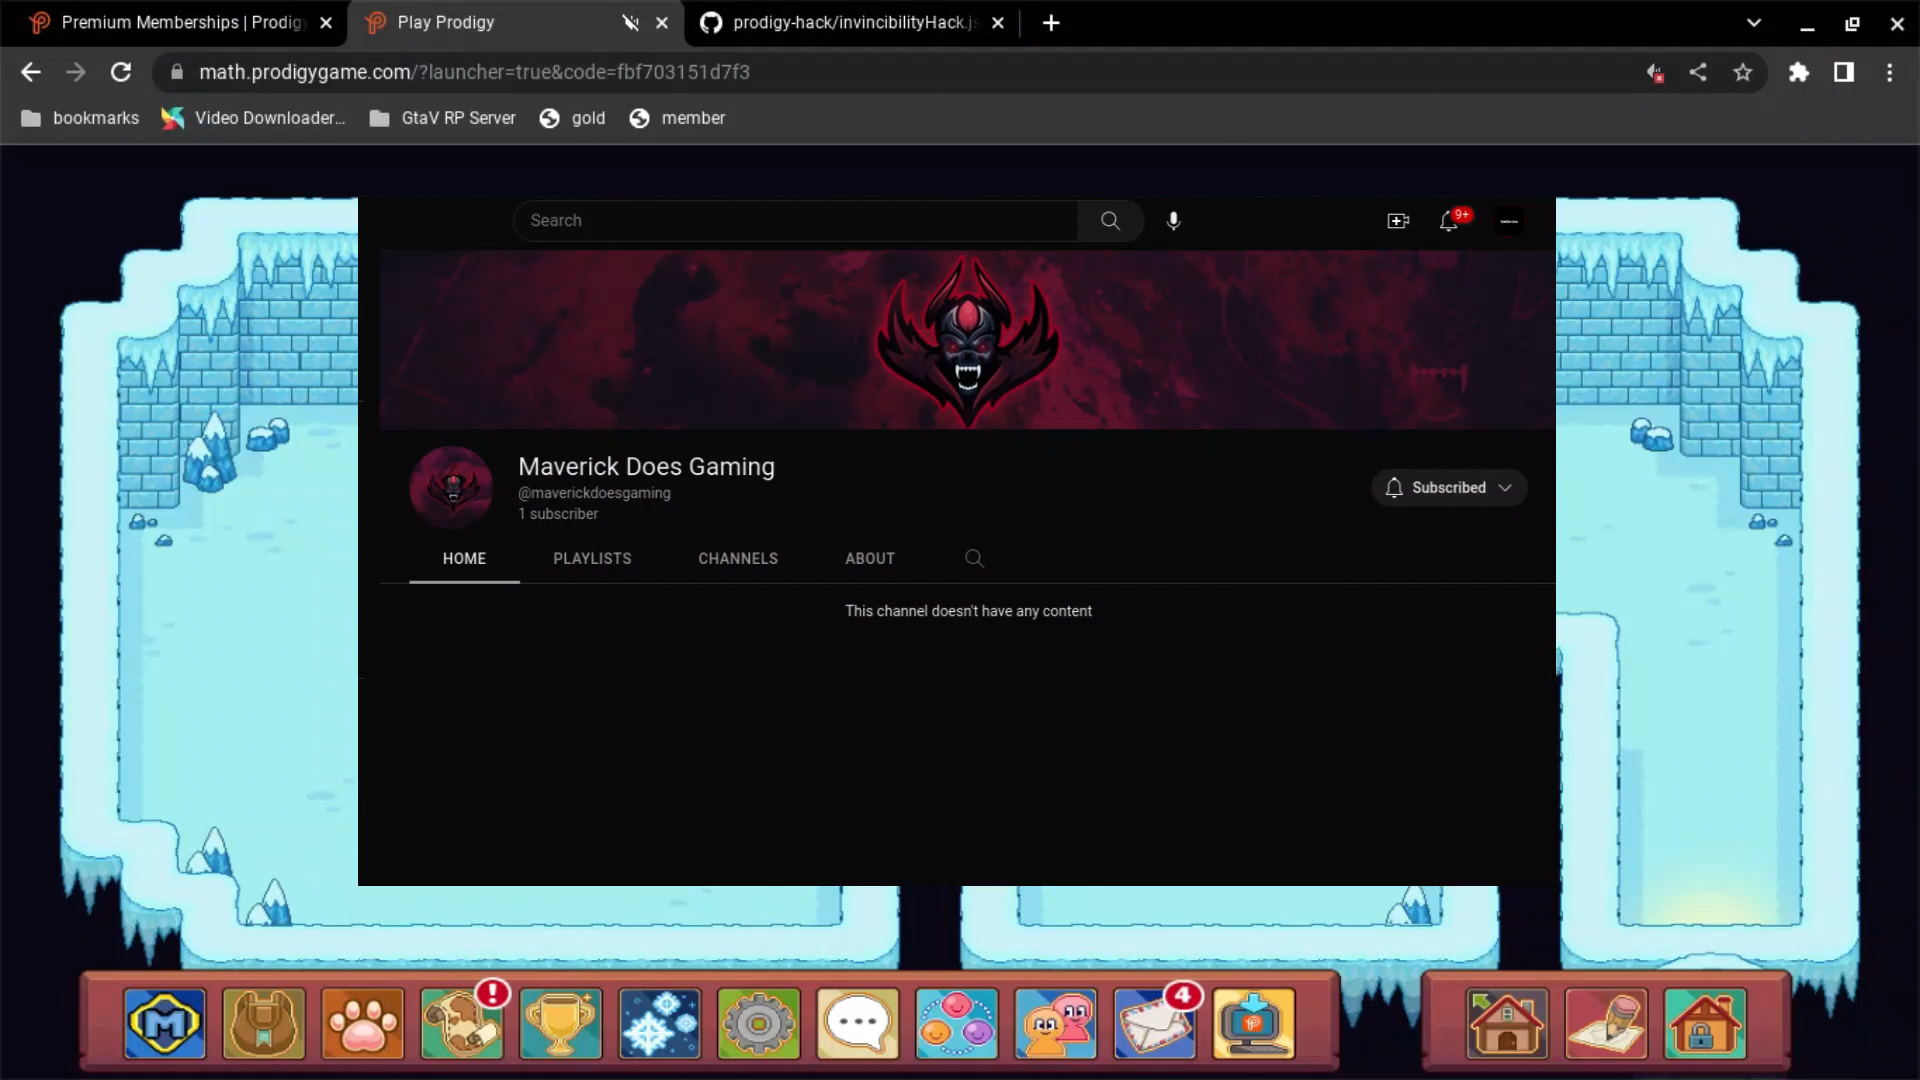 Premium Memberships | Prodigy
Play Prodigy
prodigy-hack/invincibilityHack.js
math.prodigygame.com/?launcher=true&code=fbf703151d7f3
bookmarks
Video Downloader...
GtaV RP Server
gold
member
Search
9+
Maverick Does Gaming
@maverickdoesgaming
1 subscriber
Subscribed
HOME
PLAYLISTS
CHANNELS
ABOUT
This channel doesn't have any content
M
!
4